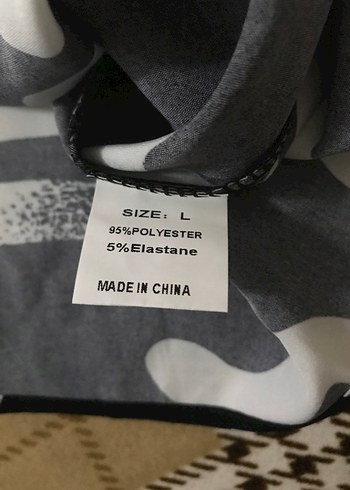 SIZE: L
95%POLYESTER
5%Elastane
MADE IN CHINA